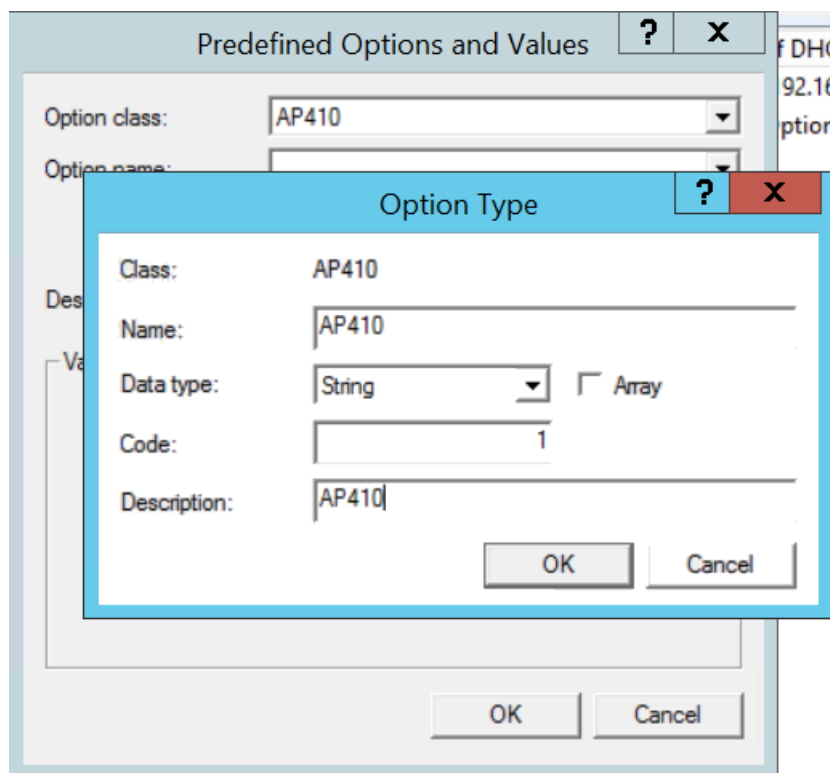 Predefined Options and Values ? X
f DHC
Option class: AP410
92.16
Option name:
ption
Option Type ? X
Class: AP410
Des
Name: AP410
Va
Data type: String Array
Code: 1
Description: AP410
OK Cancel
OK Cancel